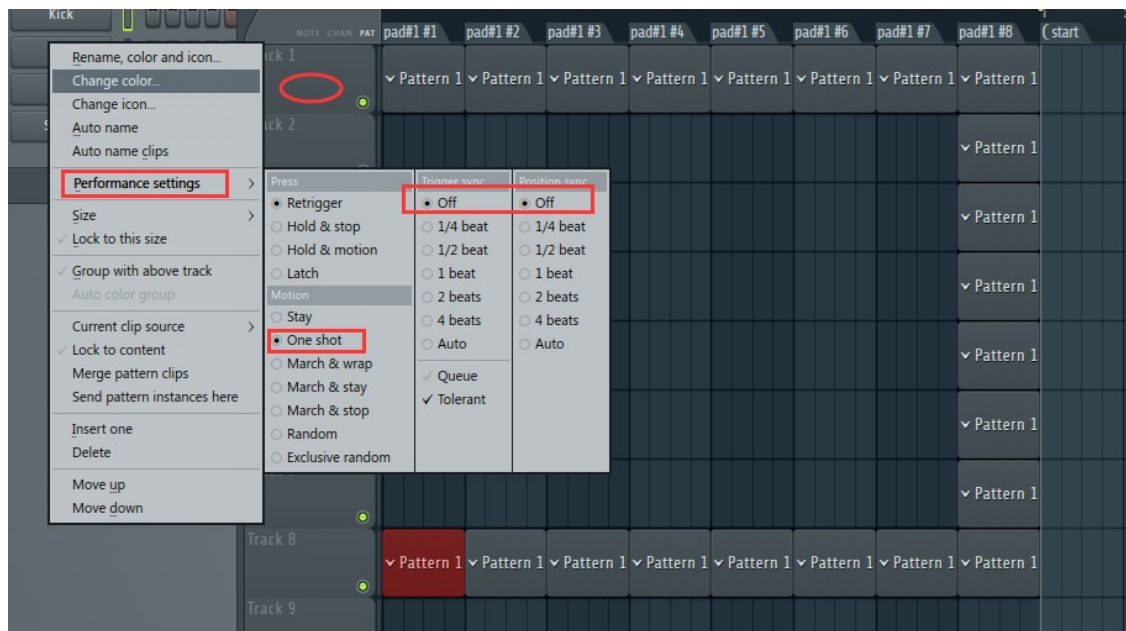 Kick
NOTE CHAN PAT pad#1 #1 pad#1 #2 pad#1 #3 pad#1 #4 pad#1 #5 pad#1 #6 pad#1 #7 pad#1 #8 start
Rename, color and icon...
Change color...
Change icon...
Auto name
Auto name clips
Performance settings
Size
Lock to this size
Group with above track
Auto color group
Current clip source
Lock to content
Merge pattern clips
Send pattern instances here
Insert one
Delete
Move up
Move down
Press
Retrigger
Hold & stop
Hold & motion
Latch
Motion
Stay
One shot
March & wrap
March & stay
March & stop
Random
Exclusive random
Trigger sync
Off
1/4 beat
1/2 beat
1 beat
2 beats
4 beats
Auto
Queue
Tolerant
Position sync
Off
1/4 beat
1/2 beat
1 beat
2 beats
4 beats
Auto
Pattern 1 Pattern 1 Pattern 1 Pattern 1 Pattern 1 Pattern 1 Pattern 1 Pattern 1
Pattern 1
Pattern 1
Pattern 1
Pattern 1
Pattern 1
Pattern 1
Track 8
Pattern 1 Pattern 1 Pattern 1 Pattern 1 Pattern 1 Pattern 1 Pattern 1 Pattern 1
Track 9